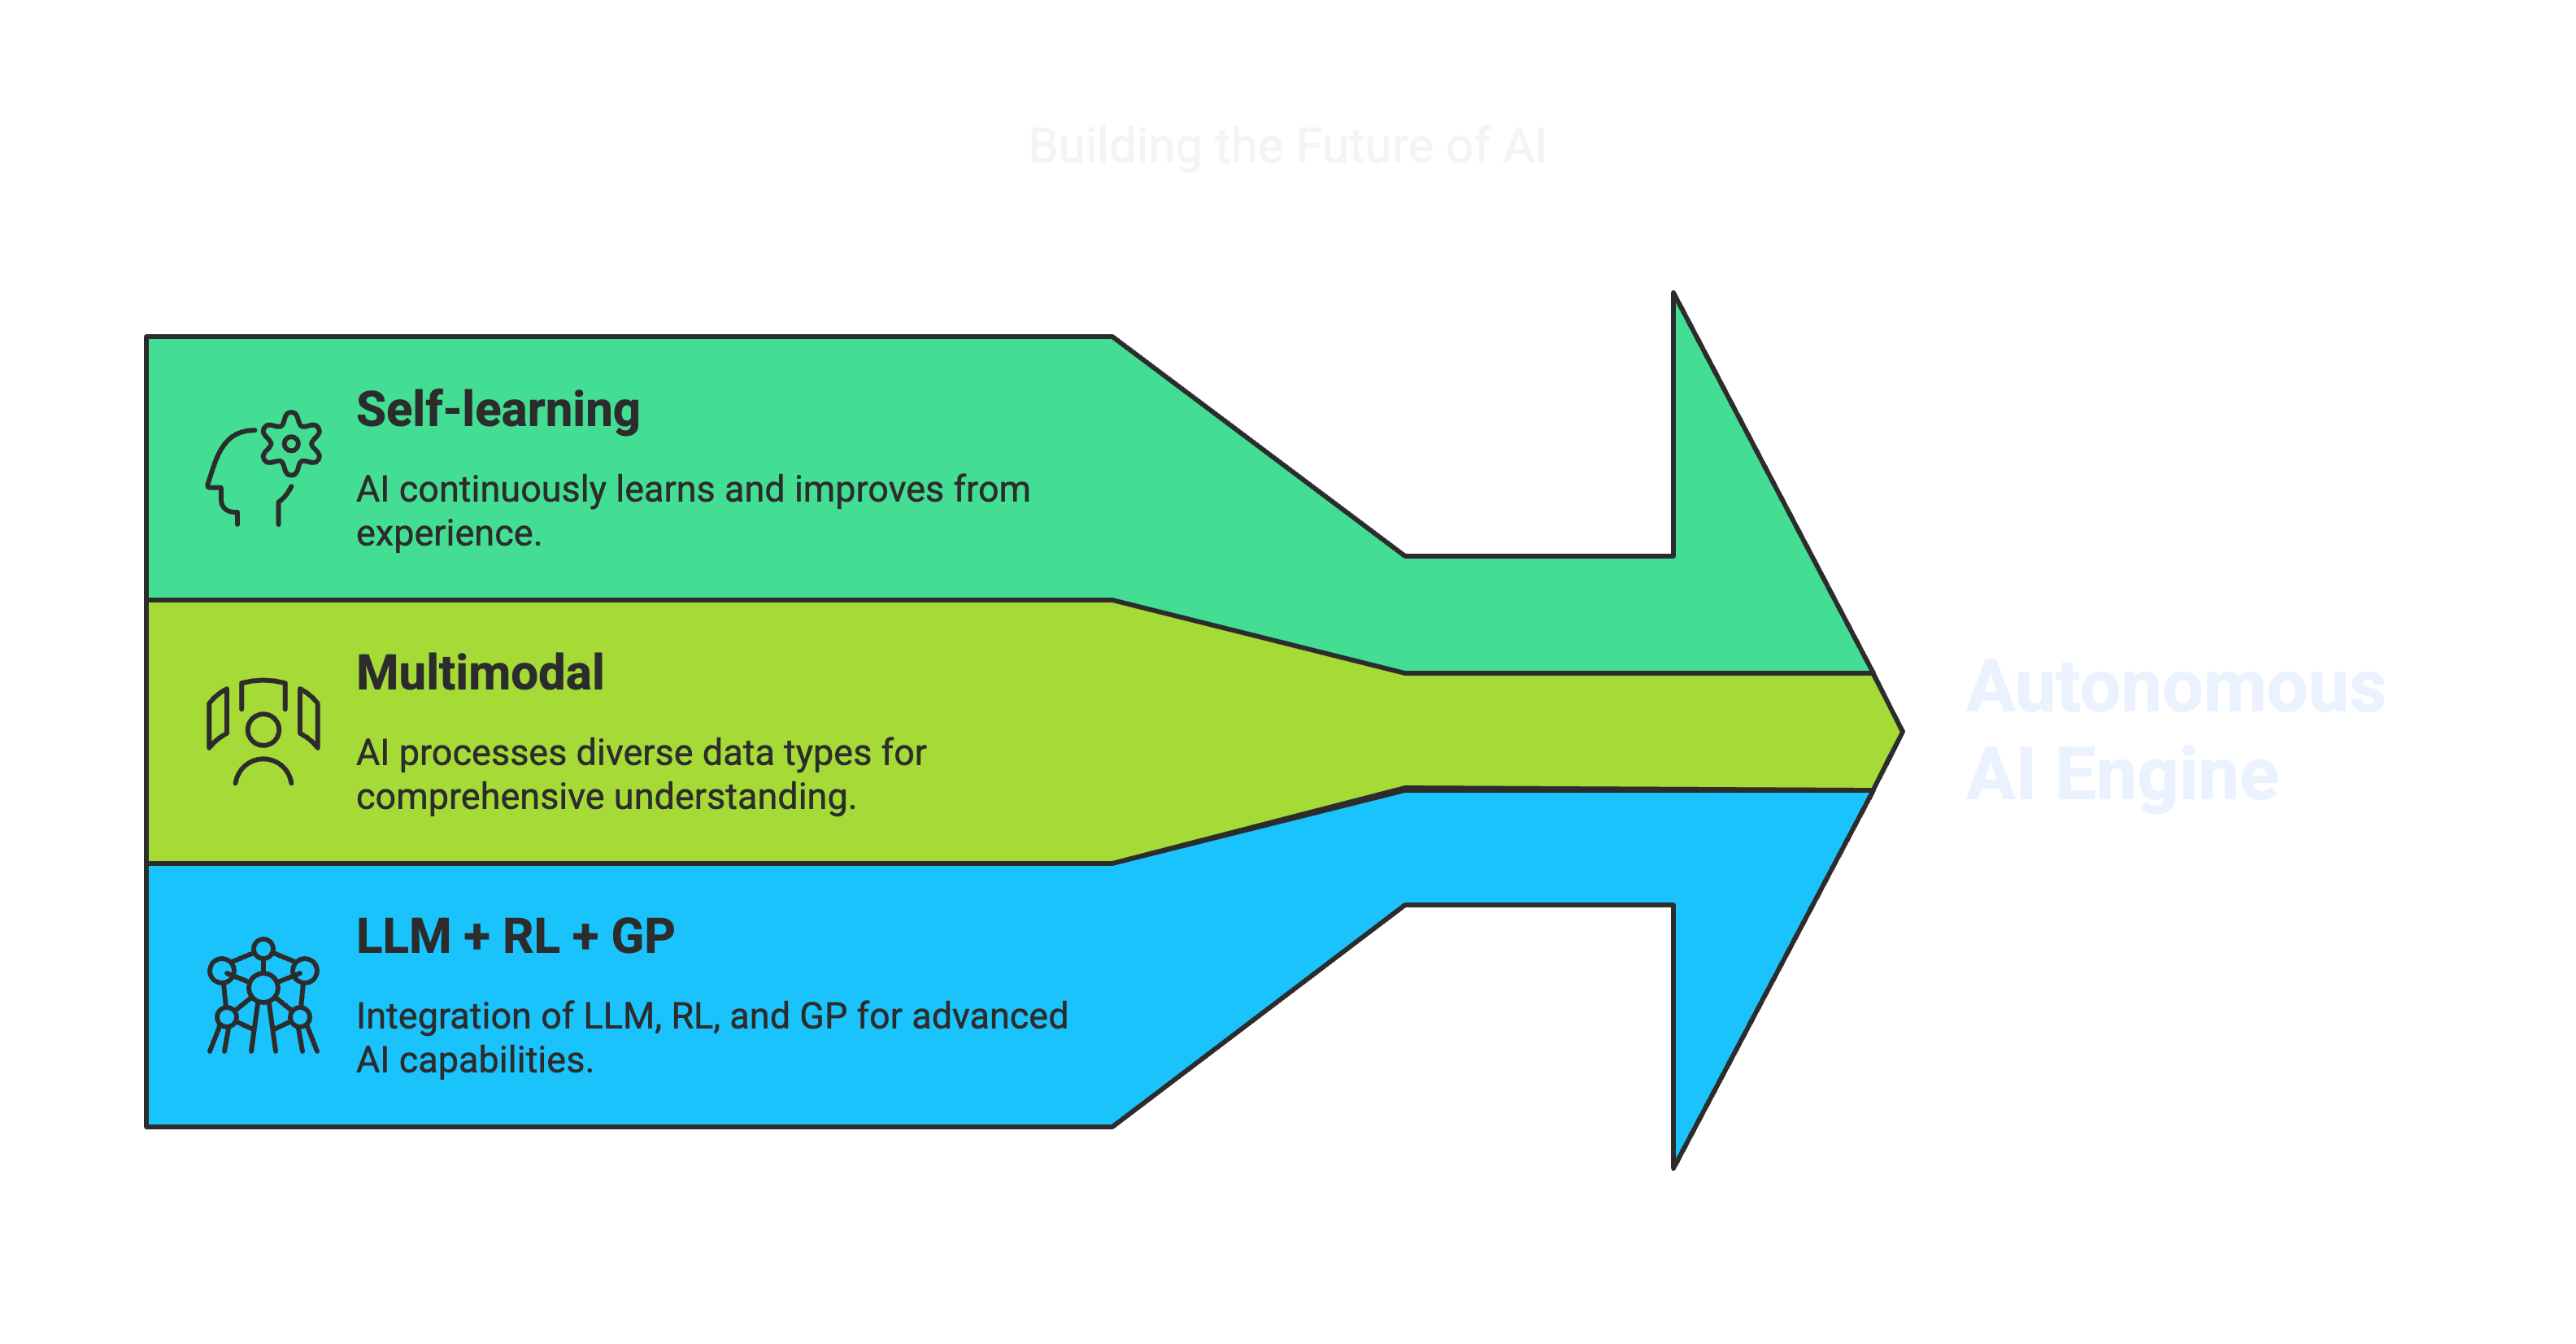 Building the Future of AI
Self-learning
AI continuously learns and improves from
experience.
Multimodal
AI processes diverse data types for
comprehensive understanding.
LLM + RL + GP
Integration of LLM, RL, and GP for advanced
AI capabilities.
Autonomous
AI Engine